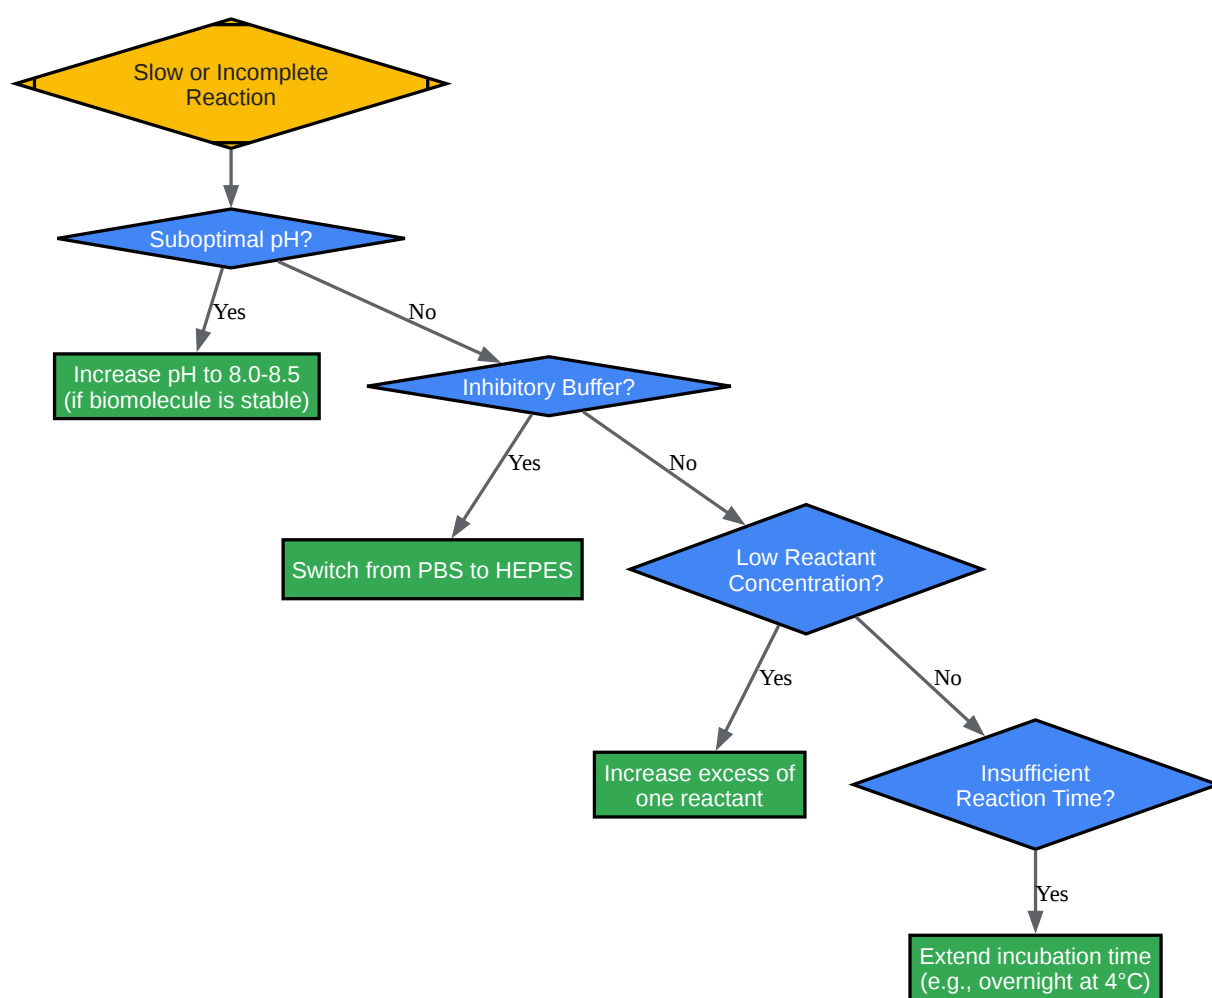 Slow or Incomplete
Reaction
Suboptimal pH?
Yes
No
Increase pH to 8.0-8.5
(if biomolecule is stable)
Inhibitory Buffer?
Yes
No
Switch from PBS to HEPES
Low Reactant
Concentration?
Yes
No
Increase excess of
one reactant
Insufficient
Reaction Time?
Yes
Extend incubation time
(e.g., overnight at 4°C)